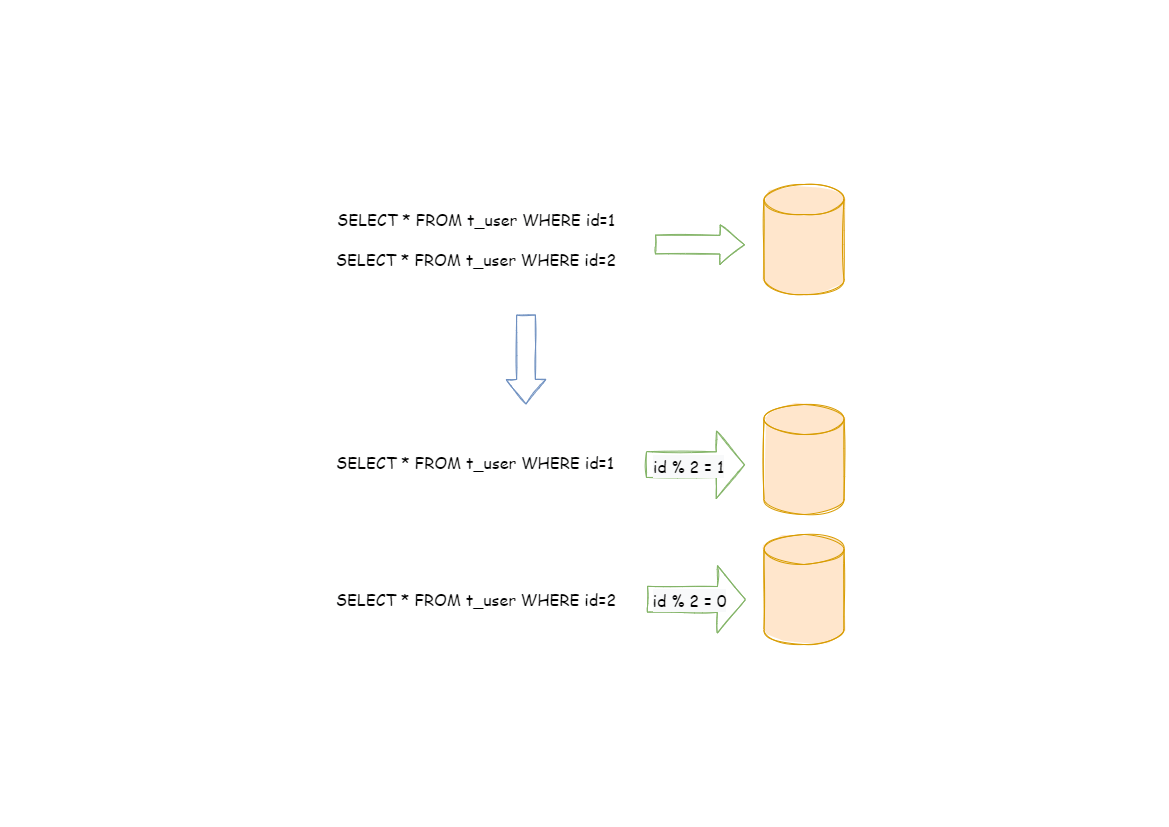 SELECT * FROM t_user WHERE id=1
SELECT * FROM t_user WHERE id=2
SELECT * FROM t_user WHERE id=1
id % 2 = 1
SELECT * FROM t_user WHERE id=2
id % 2 = 0